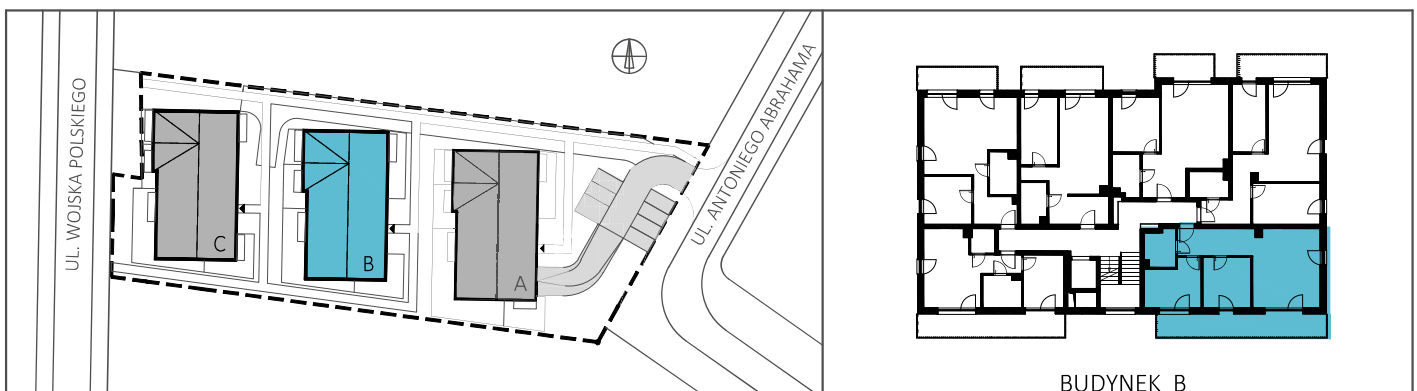 UL. WOJSKA POLSKIEGO
C
B
A
UL. ANTONIEGO ABRAHAMA
BUDYNEK B